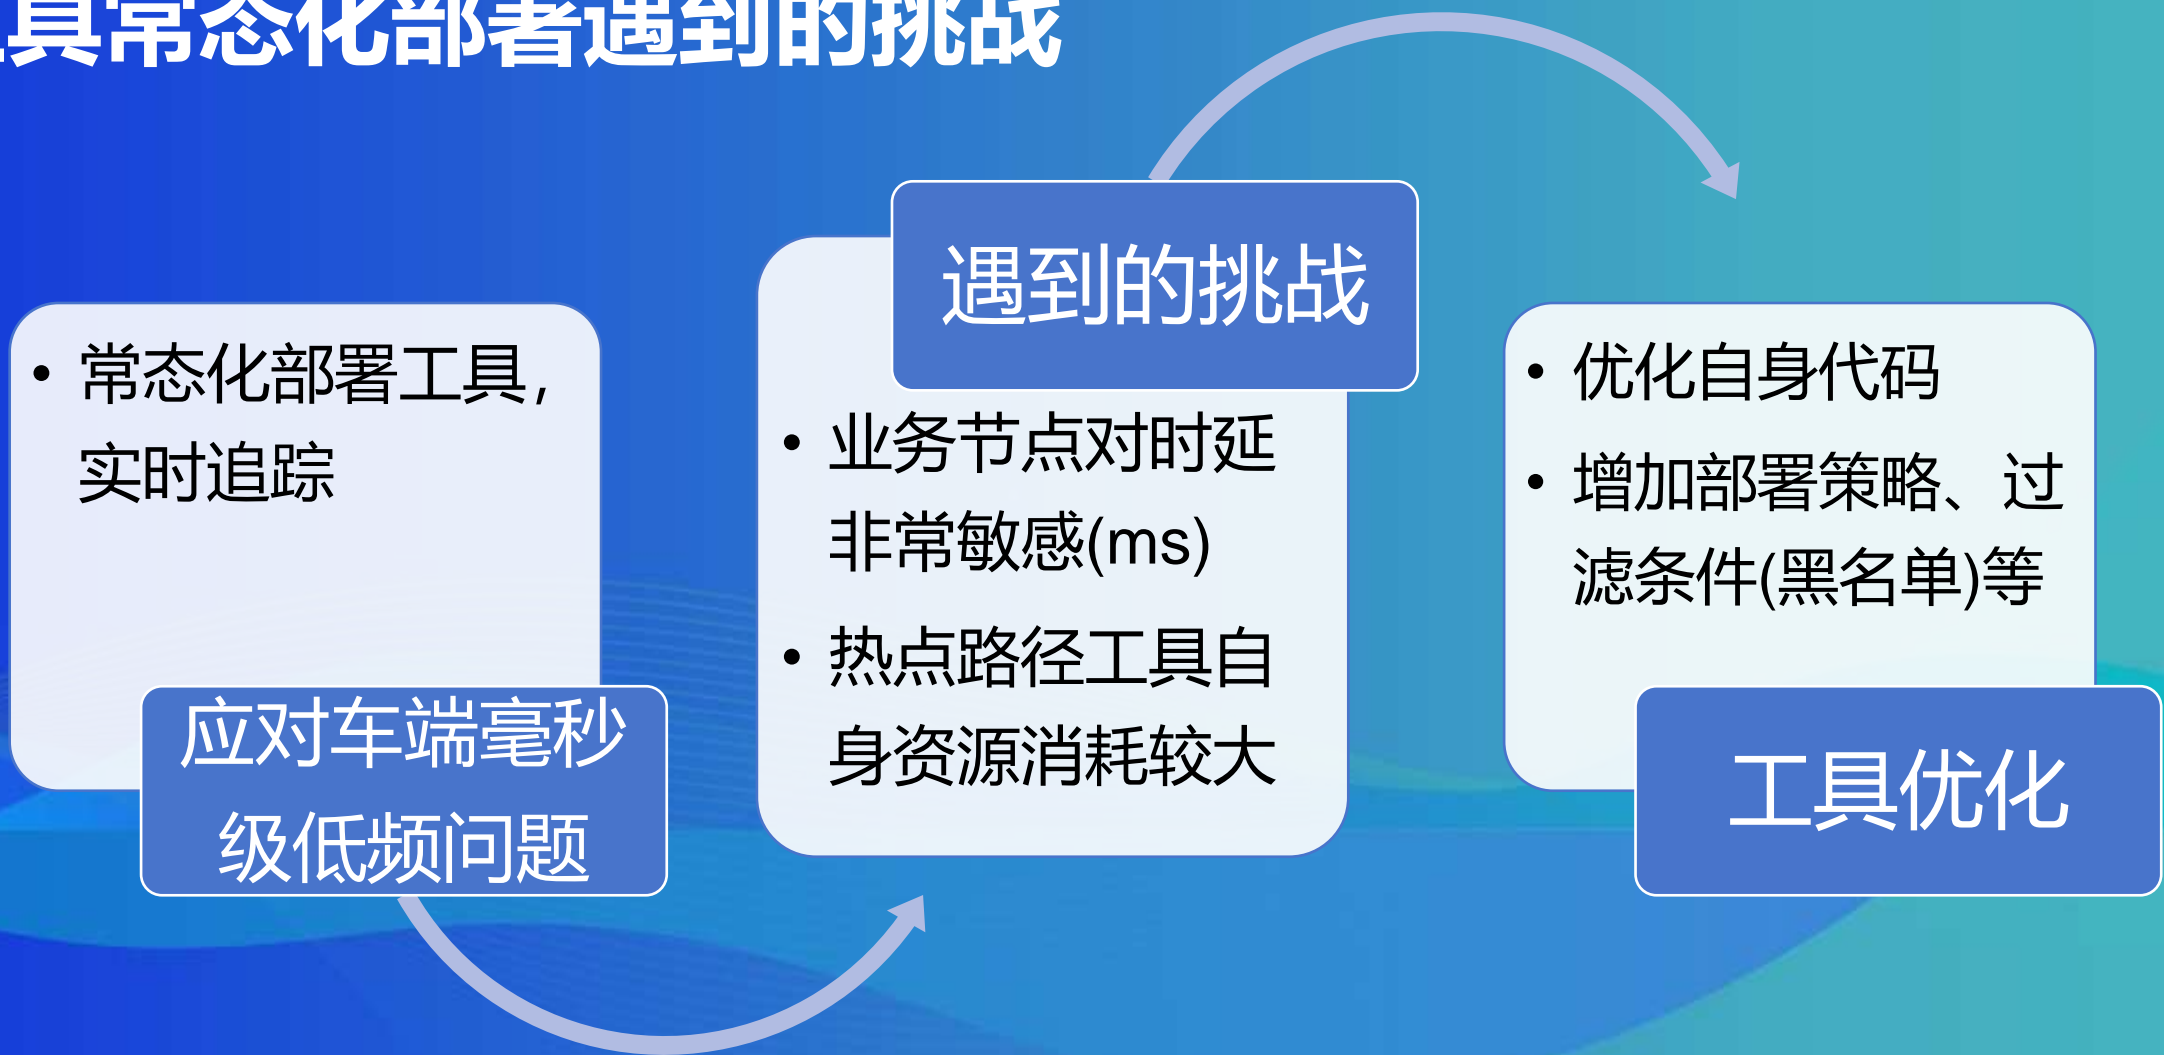 工具常态化部署遇到的挑战
• 常态化部署工具，
实时追踪
应对车端毫秒
级低频问题
遇到的挑战
• 业务节点对时延
非常敏感(ms)
• 热点路径工具自
身资源消耗较大
• 优化自身代码
• 增加部署策略、过
滤条件(黑名单)等
工具优化